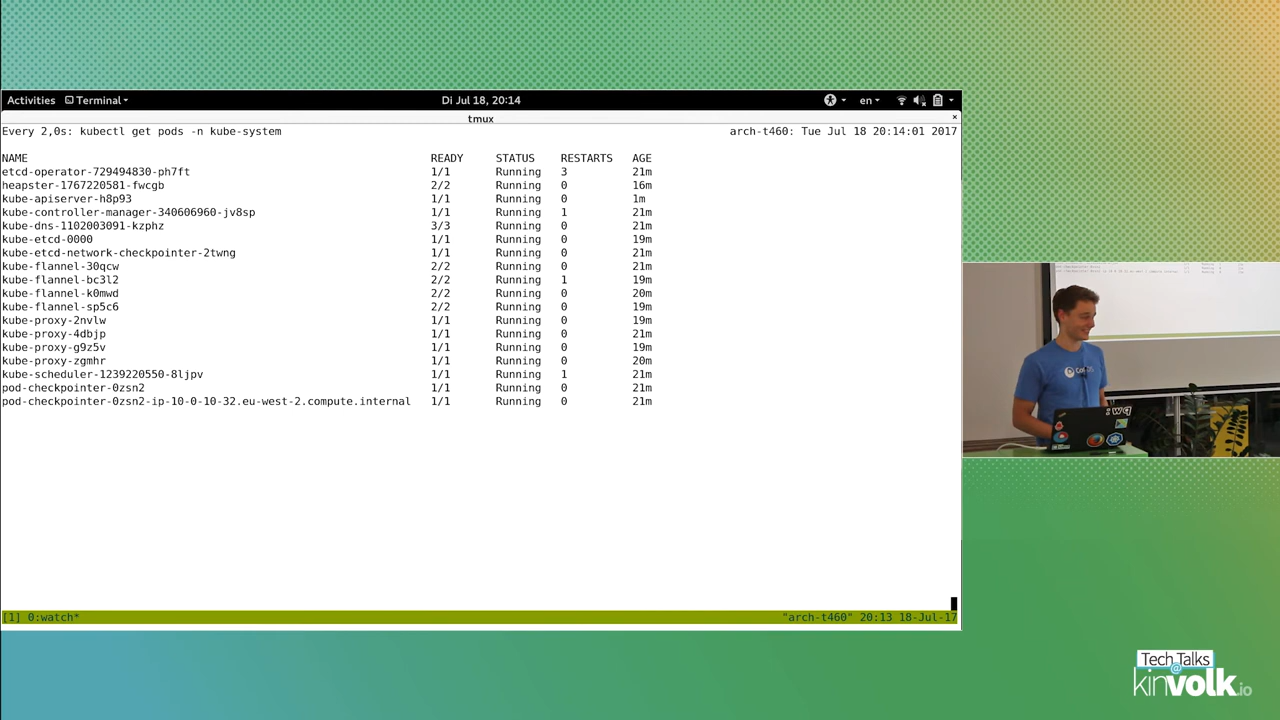 Activities Terminal Di Jul 18, 20:14 en
tmux
Every 2,0s: kubectl get pods -n kube-system arch-t460: Tue Jul 18 20:14:01 2017
NAME READY STATUS RESTARTS AGE
etcd-operator-729494830-ph7ft 1/1 Running 3 21m
heapster-1767220581-fwcgb 2/2 Running 0 16m
kube-apiserver-h8p93 1/1 Running 0 1m
kube-controller-manager-340606960-jv8sp 1/1 Running 1 21m
kube-dns-1102003091-kzphz 3/3 Running 0 21m
kube-etcd-0000 1/1 Running 0 19m
kube-etcd-network-checkpointer-2twng 1/1 Running 0 21m
kube-flannel-30qcw 2/2 Running 0 21m
kube-flannel-bc3l2 2/2 Running 1 19m
kube-flannel-k0mwd 2/2 Running 0 20m
kube-flannel-sp5c6 2/2 Running 0 19m
kube-proxy-2nvlw 1/1 Running 0 19m
kube-proxy-4dbjp 1/1 Running 0 21m
kube-proxy-g9z5v 1/1 Running 0 19m
kube-proxy-zgmhr 1/1 Running 0 20m
kube-scheduler-1239220550-8ljpv 1/1 Running 1 21m
pod-checkpointer-0zsn2 1/1 Running 0 21m
pod-checkpointer-0zsn2-ip-10-0-10-32.eu-west-2.compute.internal 1/1 Running 0 21m
[1] 0:watch* "arch-t460" 20:13 18-Jul-17
Tech Talks
@
kinvolk.io